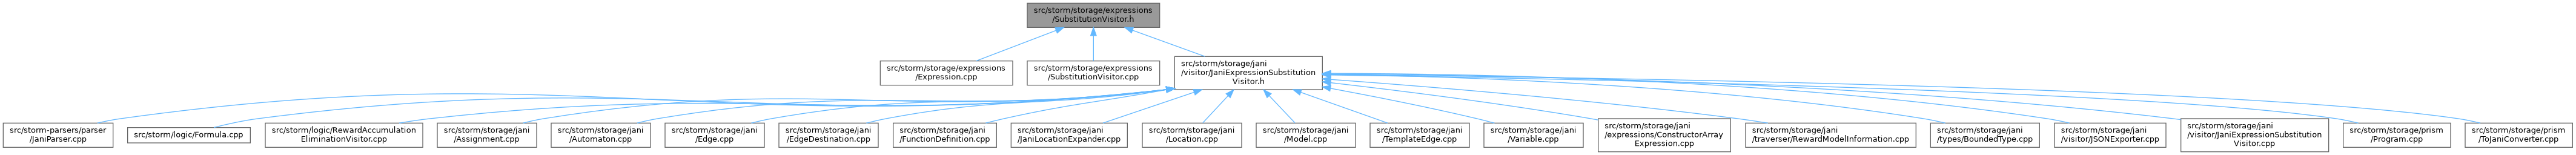 src/storm/storage/expressions
/SubstitutionVisitor.h
src/storm/storage/expressions
/Expression.cpp
src/storm/storage/expressions
/SubstitutionVisitor.cpp
src/storm/storage/jani
/visitor/JaniExpressionSubstitution
Visitor.h
src/storm-parsers/parser
/JaniParser.cpp
src/storm/logic/Formula.cpp
src/storm/logic/RewardAccumulation
EliminationVisitor.cpp
src/storm/storage/jani
/Assignment.cpp
src/storm/storage/jani
/Automaton.cpp
src/storm/storage/jani
/Edge.cpp
src/storm/storage/jani
/EdgeDestination.cpp
src/storm/storage/jani
/FunctionDefinition.cpp
src/storm/storage/jani
/JaniLocationExpander.cpp
src/storm/storage/jani
/Location.cpp
src/storm/storage/jani
/Model.cpp
src/storm/storage/jani
/TemplateEdge.cpp
src/storm/storage/jani
/Variable.cpp
src/storm/storage/jani
/expressions/ConstructorArray
Expression.cpp
src/storm/storage/jani
/traverser/RewardModelInformation.cpp
src/storm/storage/jani
/types/BoundedType.cpp
src/storm/storage/jani
/visitor/JSONExporter.cpp
src/storm/storage/jani
/visitor/JaniExpressionSubstitution
Visitor.cpp
src/storm/storage/prism
/Program.cpp
src/storm/storage/prism
/ToJaniConverter.cpp